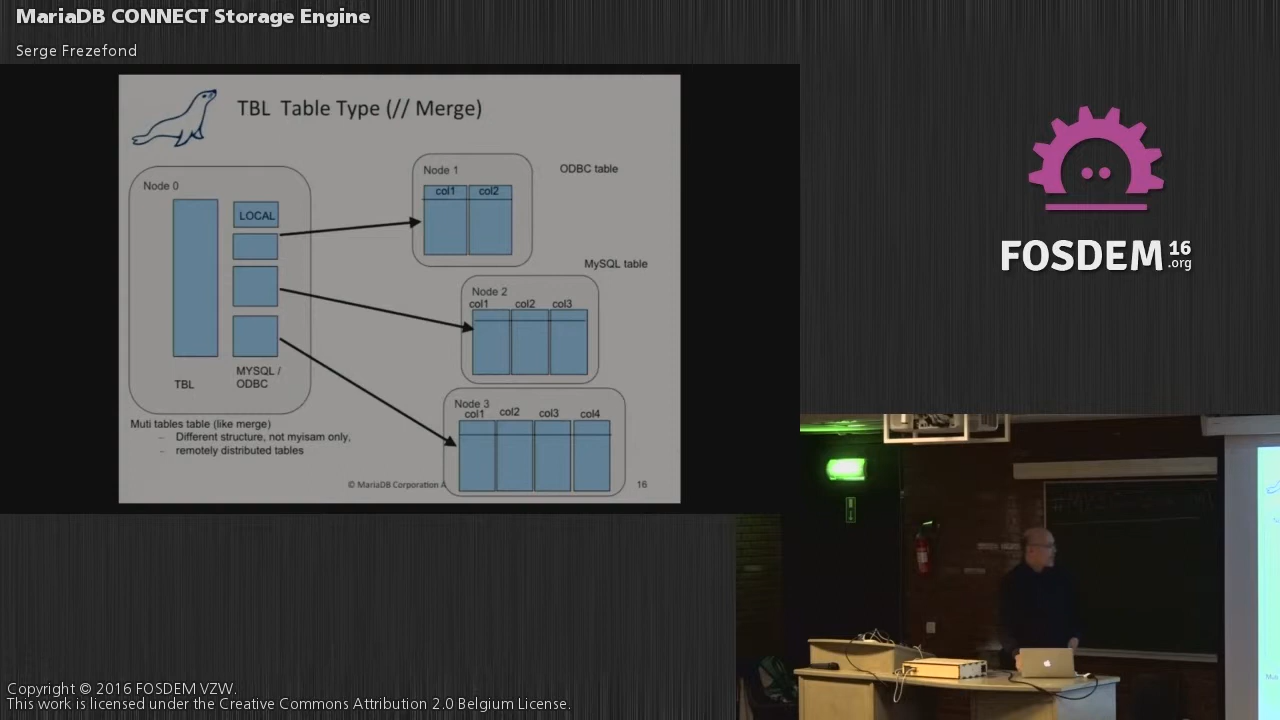 MariaDB CONNECT Storage Engine
Serge Frezefond
TBL Table Type (// Merge)
Node 0
LOCAL
TBL
MYSQL /
ODBC
Node 1
col1 col2
ODBC table
MySQL table
Node 2
col1 col2 col3
Node 3
col1 col2 col3 col4
Muti tables table (like merge)
– Different structure, not myisam only,
– remotely distributed tables
© MariaDB Corporation A
16
FOSDEM 16
.org
Copyright © 2016 FOSDEM VZW.
This work is licensed under the Creative Commons Attribution 2.0 Belgium License.